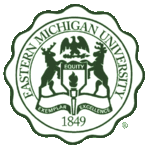 EASTERN MICHIGAN UNIVERSITY
EQUITY
EXEMPLAR EXCELLENCE
1849
®